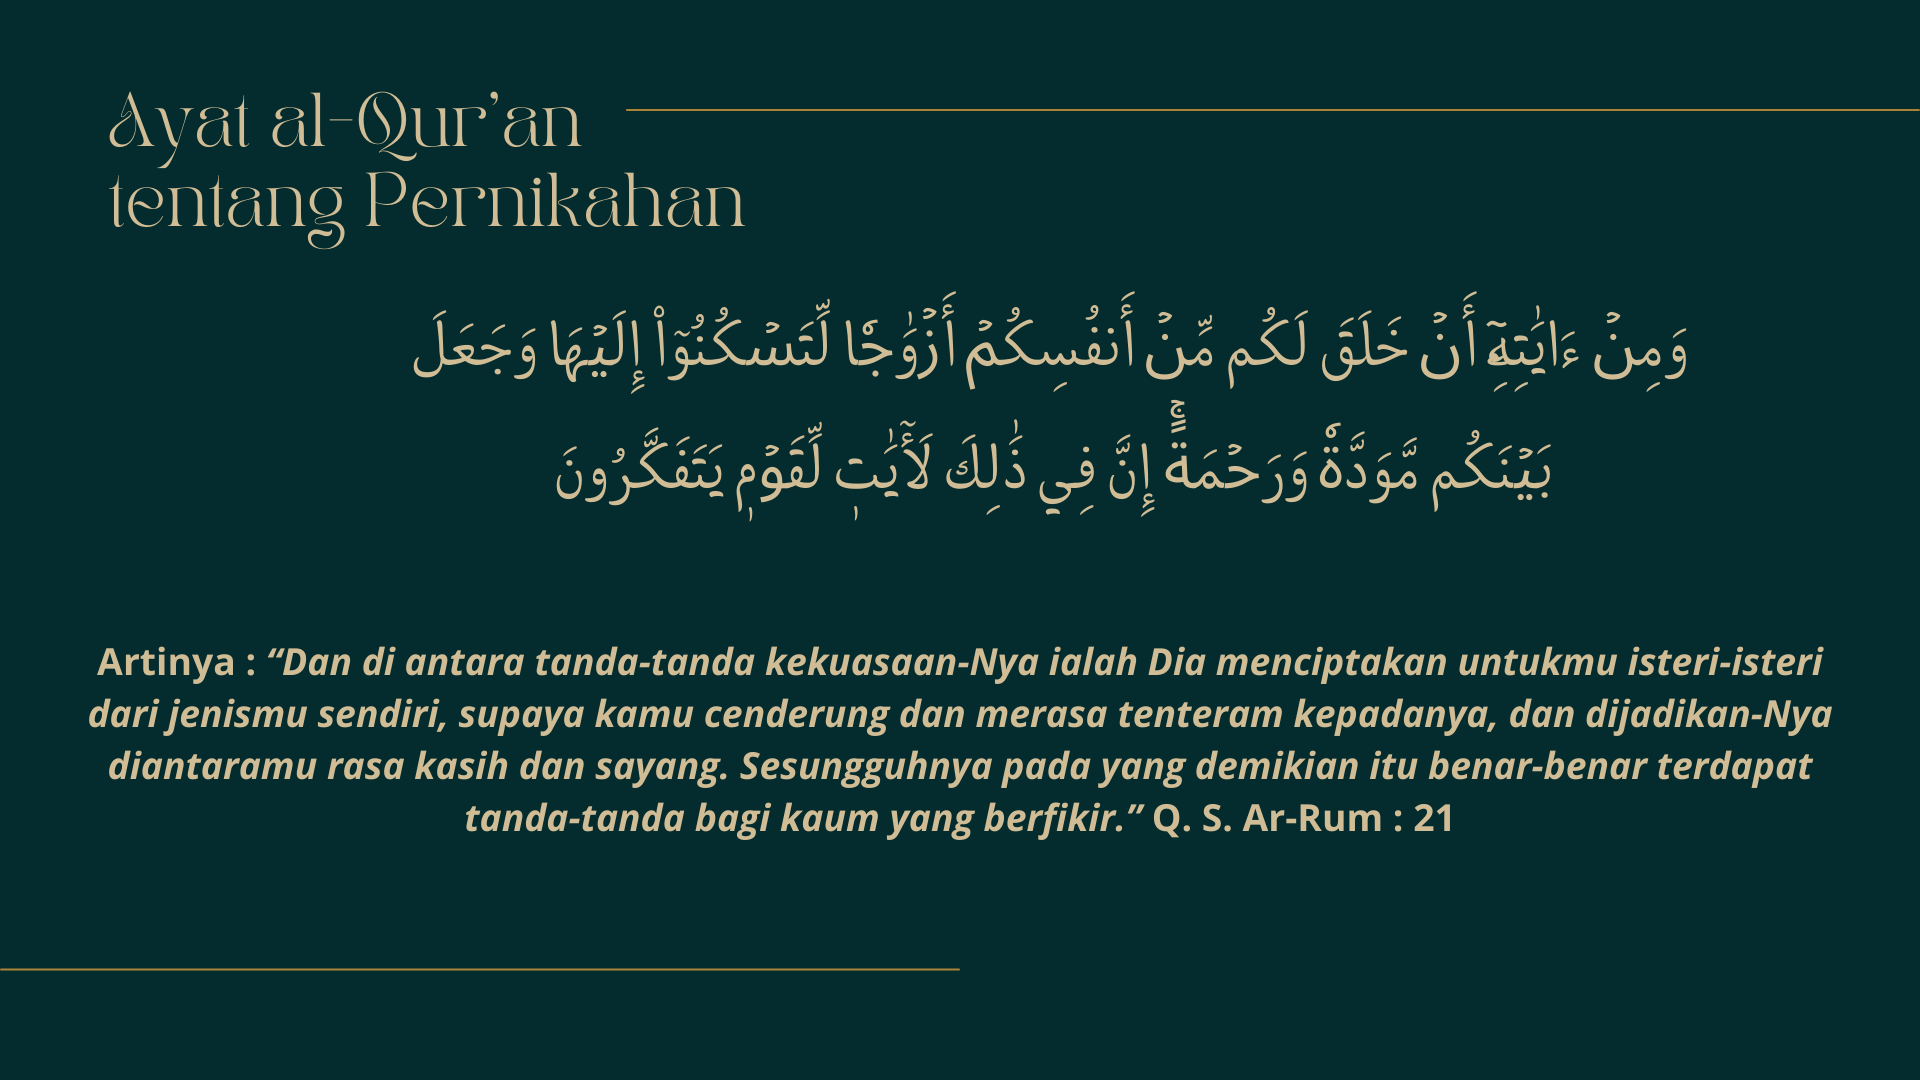 Ayat al-Qur’an
tentang Pernikahan
وَمِنۡ ءَايَٰتِهِۦٓ أَنۡ خَلَقَ لَكُم مِّنۡ أَنفُسِكُمۡ أَزۡوَٰجٗا لِّتَسۡكُنُوٓاْ إِلَيۡهَا وَجَعَلَ
بَيۡنَكُم مَّوَدَّةٗ وَرَحۡمَةًۚ إِنَّ فِي ذَٰلِكَ لَأٓيَٰتٖ لِّقَوۡمٖ يَتَفَكَّرُونَ
Artinya : “Dan di antara tanda-tanda kekuasaan-Nya ialah Dia menciptakan untukmu isteri-isteri
dari jenismu sendiri, supaya kamu cenderung dan merasa tenteram kepadanya, dan dijadikan-Nya
diantaramu rasa kasih dan sayang. Sesungguhnya pada yang demikian itu benar-benar terdapat
tanda-tanda bagi kaum yang berfikir.” Q. S. Ar-Rum : 21